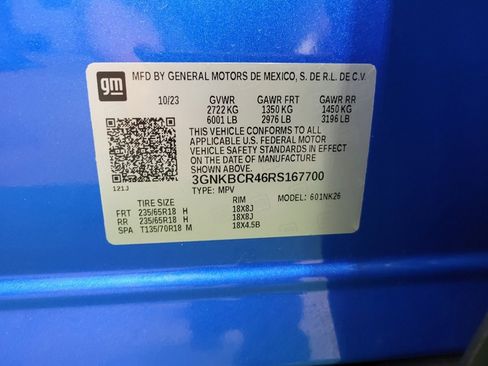 gm
MFD BY GENERAL MOTORS DE MEXICO, S. DE R.L. DE C.V.
10/23 GVWR GAWR FRT GAWR RR
2722 KG 1350 KG 1450 KG
6001 LB 2976 LB 3196 LB
THIS VEHICLE CONFORMS TO ALL
APPLICABLE U.S. FEDERAL MOTOR
VEHICLE SAFETY STANDARDS IN EFFECT
ON THE DATE OF MANUFACTURE
SHOWN ABOVE.
3GNKBCR46RS167700
121J TYPE: MPV MODEL: 601NK26
TIRE SIZE RIM
FRT 235/65R18 H 18X8J
RR 235/65R18 H 18X8J
SPA T135/70R18 M 18X4.5B